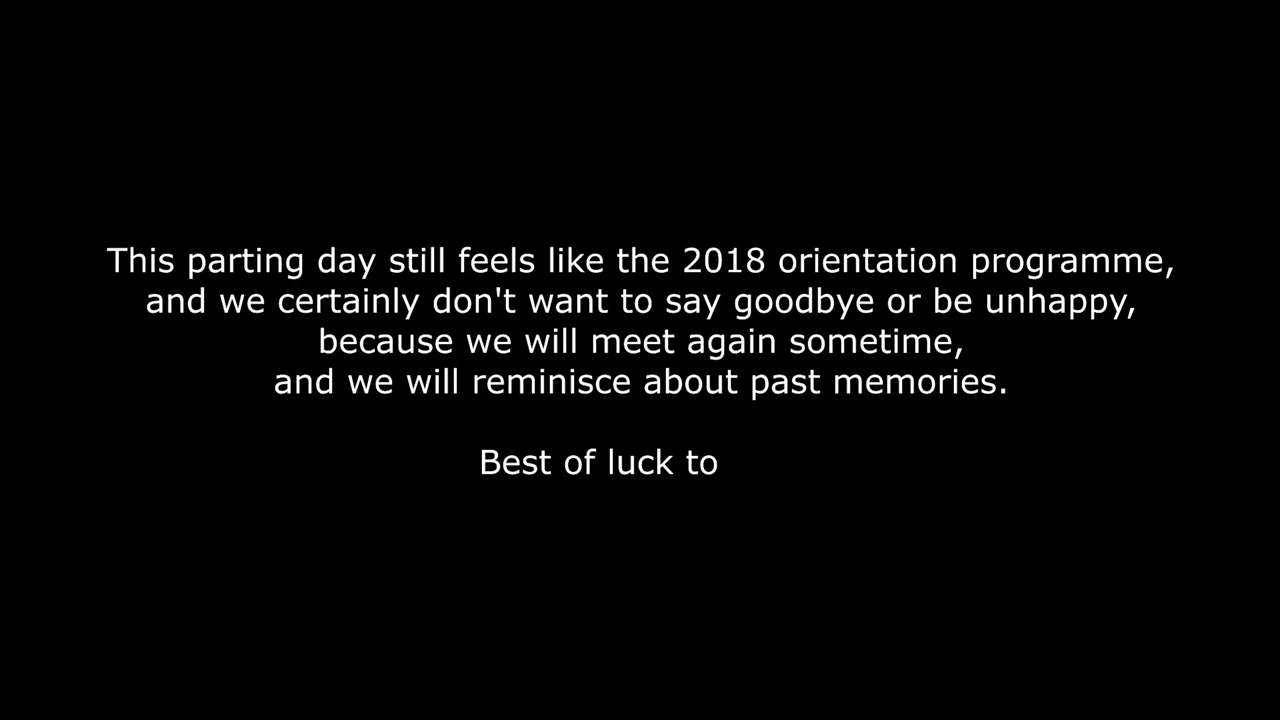 This parting day still feels like the 2018 orientation programme,
and we certainly don't want to say goodbye or be unhappy,
because we will meet again sometime,
and we will reminisce about past memories.
Best of luck to